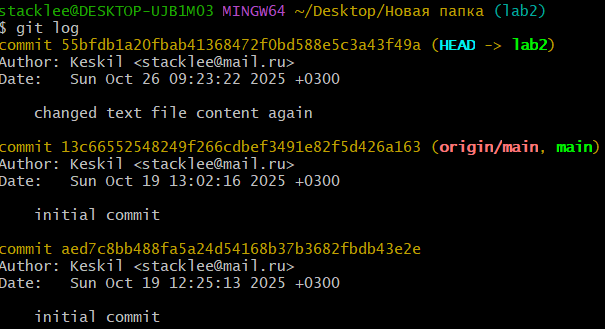 stacklee@DESKTOP-UJB1MO3 MINGW64 ~/Desktop/Новая папка (lab2)
$ git log
commit 55bfdb1a20fbab41368472f0bd588e5c3a43f49a (HEAD -> lab2)
Author: Keskil <stacklee@mail.ru>
Date:   Sun Oct 26 09:23:22 2025 +0300
    changed text file content again
commit 13c66552548249f266cdbef3491e82f5d426a163 (origin/main, main)
Author: Keskil <stacklee@mail.ru>
Date:   Sun Oct 19 13:02:16 2025 +0300
    initial commit
commit aed7c8bb488fa5a24d54168b37b3682fbdb43e2e
Author: Keskil <stacklee@mail.ru>
Date:   Sun Oct 19 12:25:13 2025 +0300
    initial commit